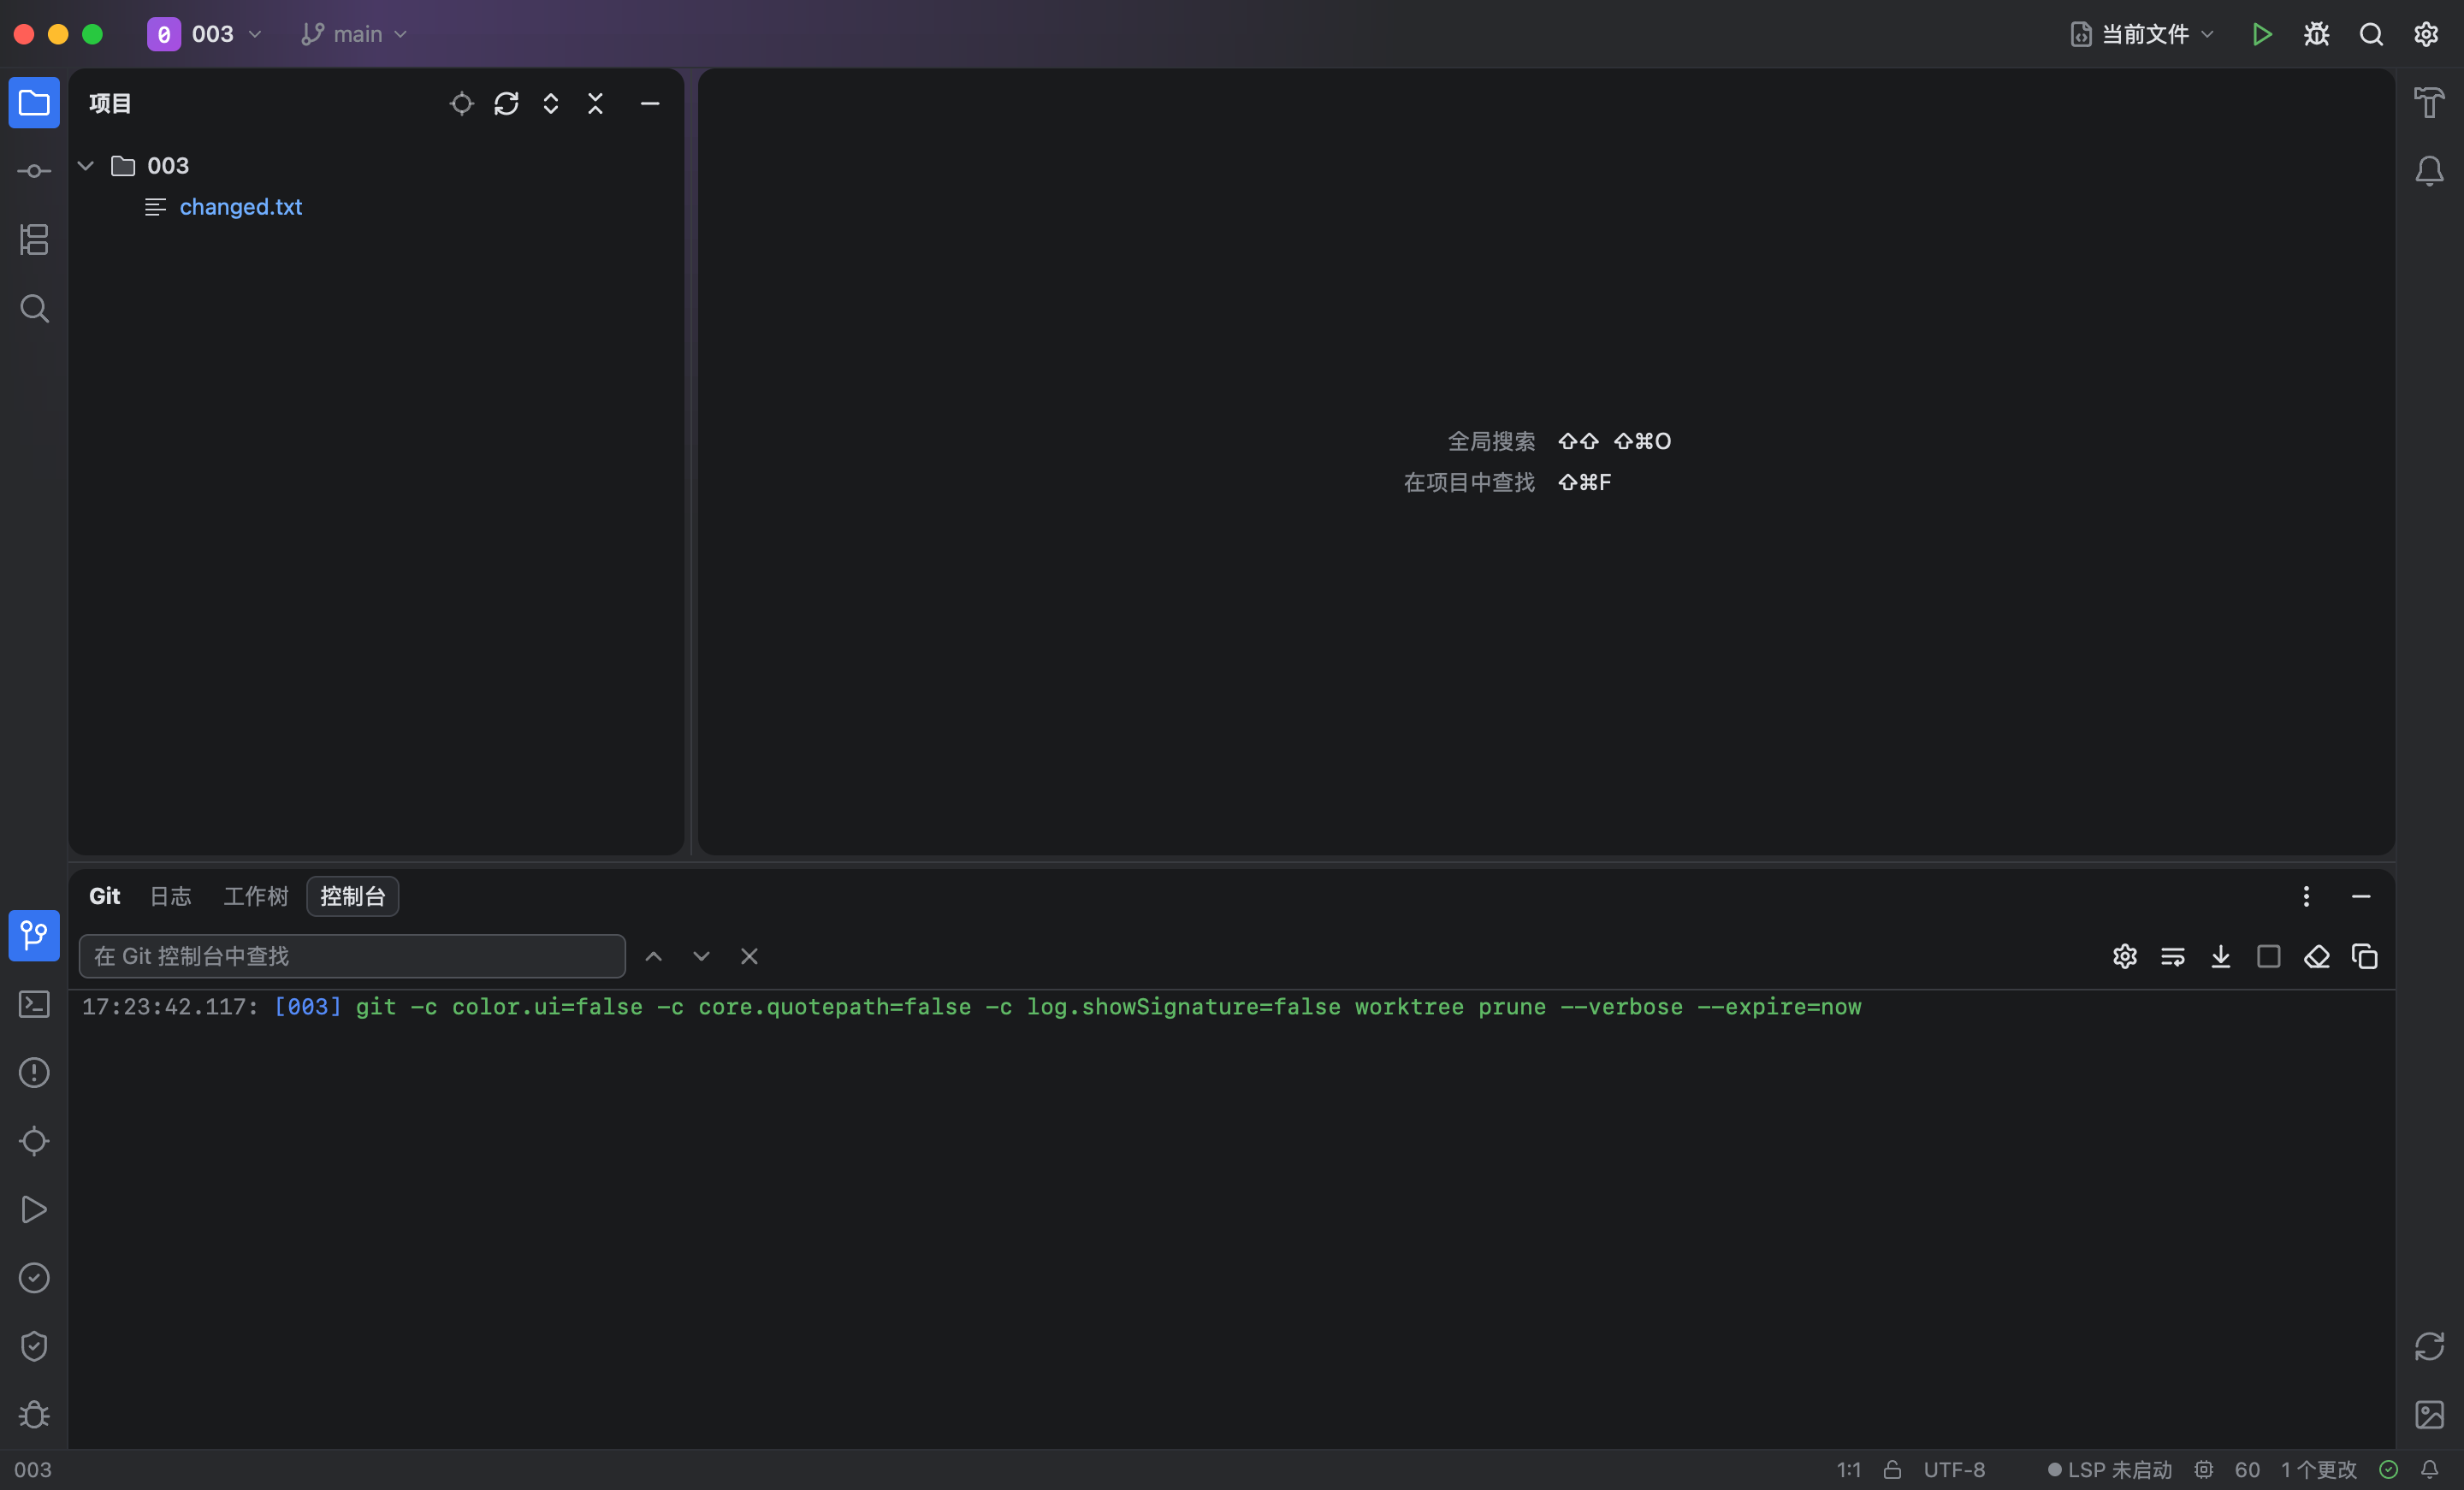 0 003 main 当前文件
项目
003
changed.txt
全局搜索 ⇧⇧ ⇧⌘O
在项目中查找 ⇧⌘F
Git 日志 工作树 控制台
在 Git 控制台中查找
17:23:42.117: [003] git -c color.ui=false -c core.quotepath=false -c log.showSignature=false worktree prune --verbose --expire=now
003 1:1 UTF-8 LSP 未启动 60 1 个更改